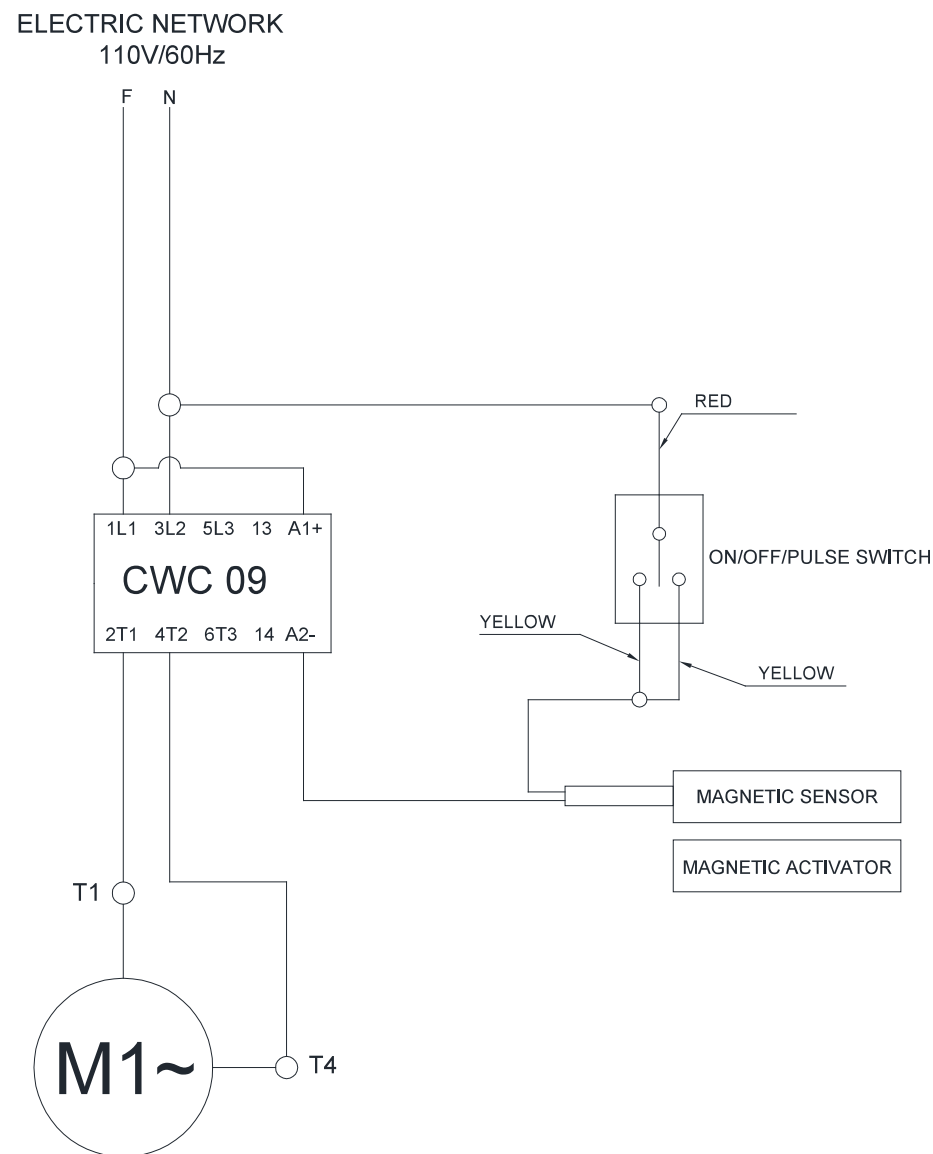 ELECTRIC NETWORK
110V/60Hz
F N
RED
1L1 3L2 5L3 13 A1+
CWC 09
2T1 4T2 6T3 14 A2-
ON/OFF/PULSE SWITCH
YELLOW
YELLOW
MAGNETIC SENSOR
MAGNETIC ACTIVATOR
T1
M1~
T4